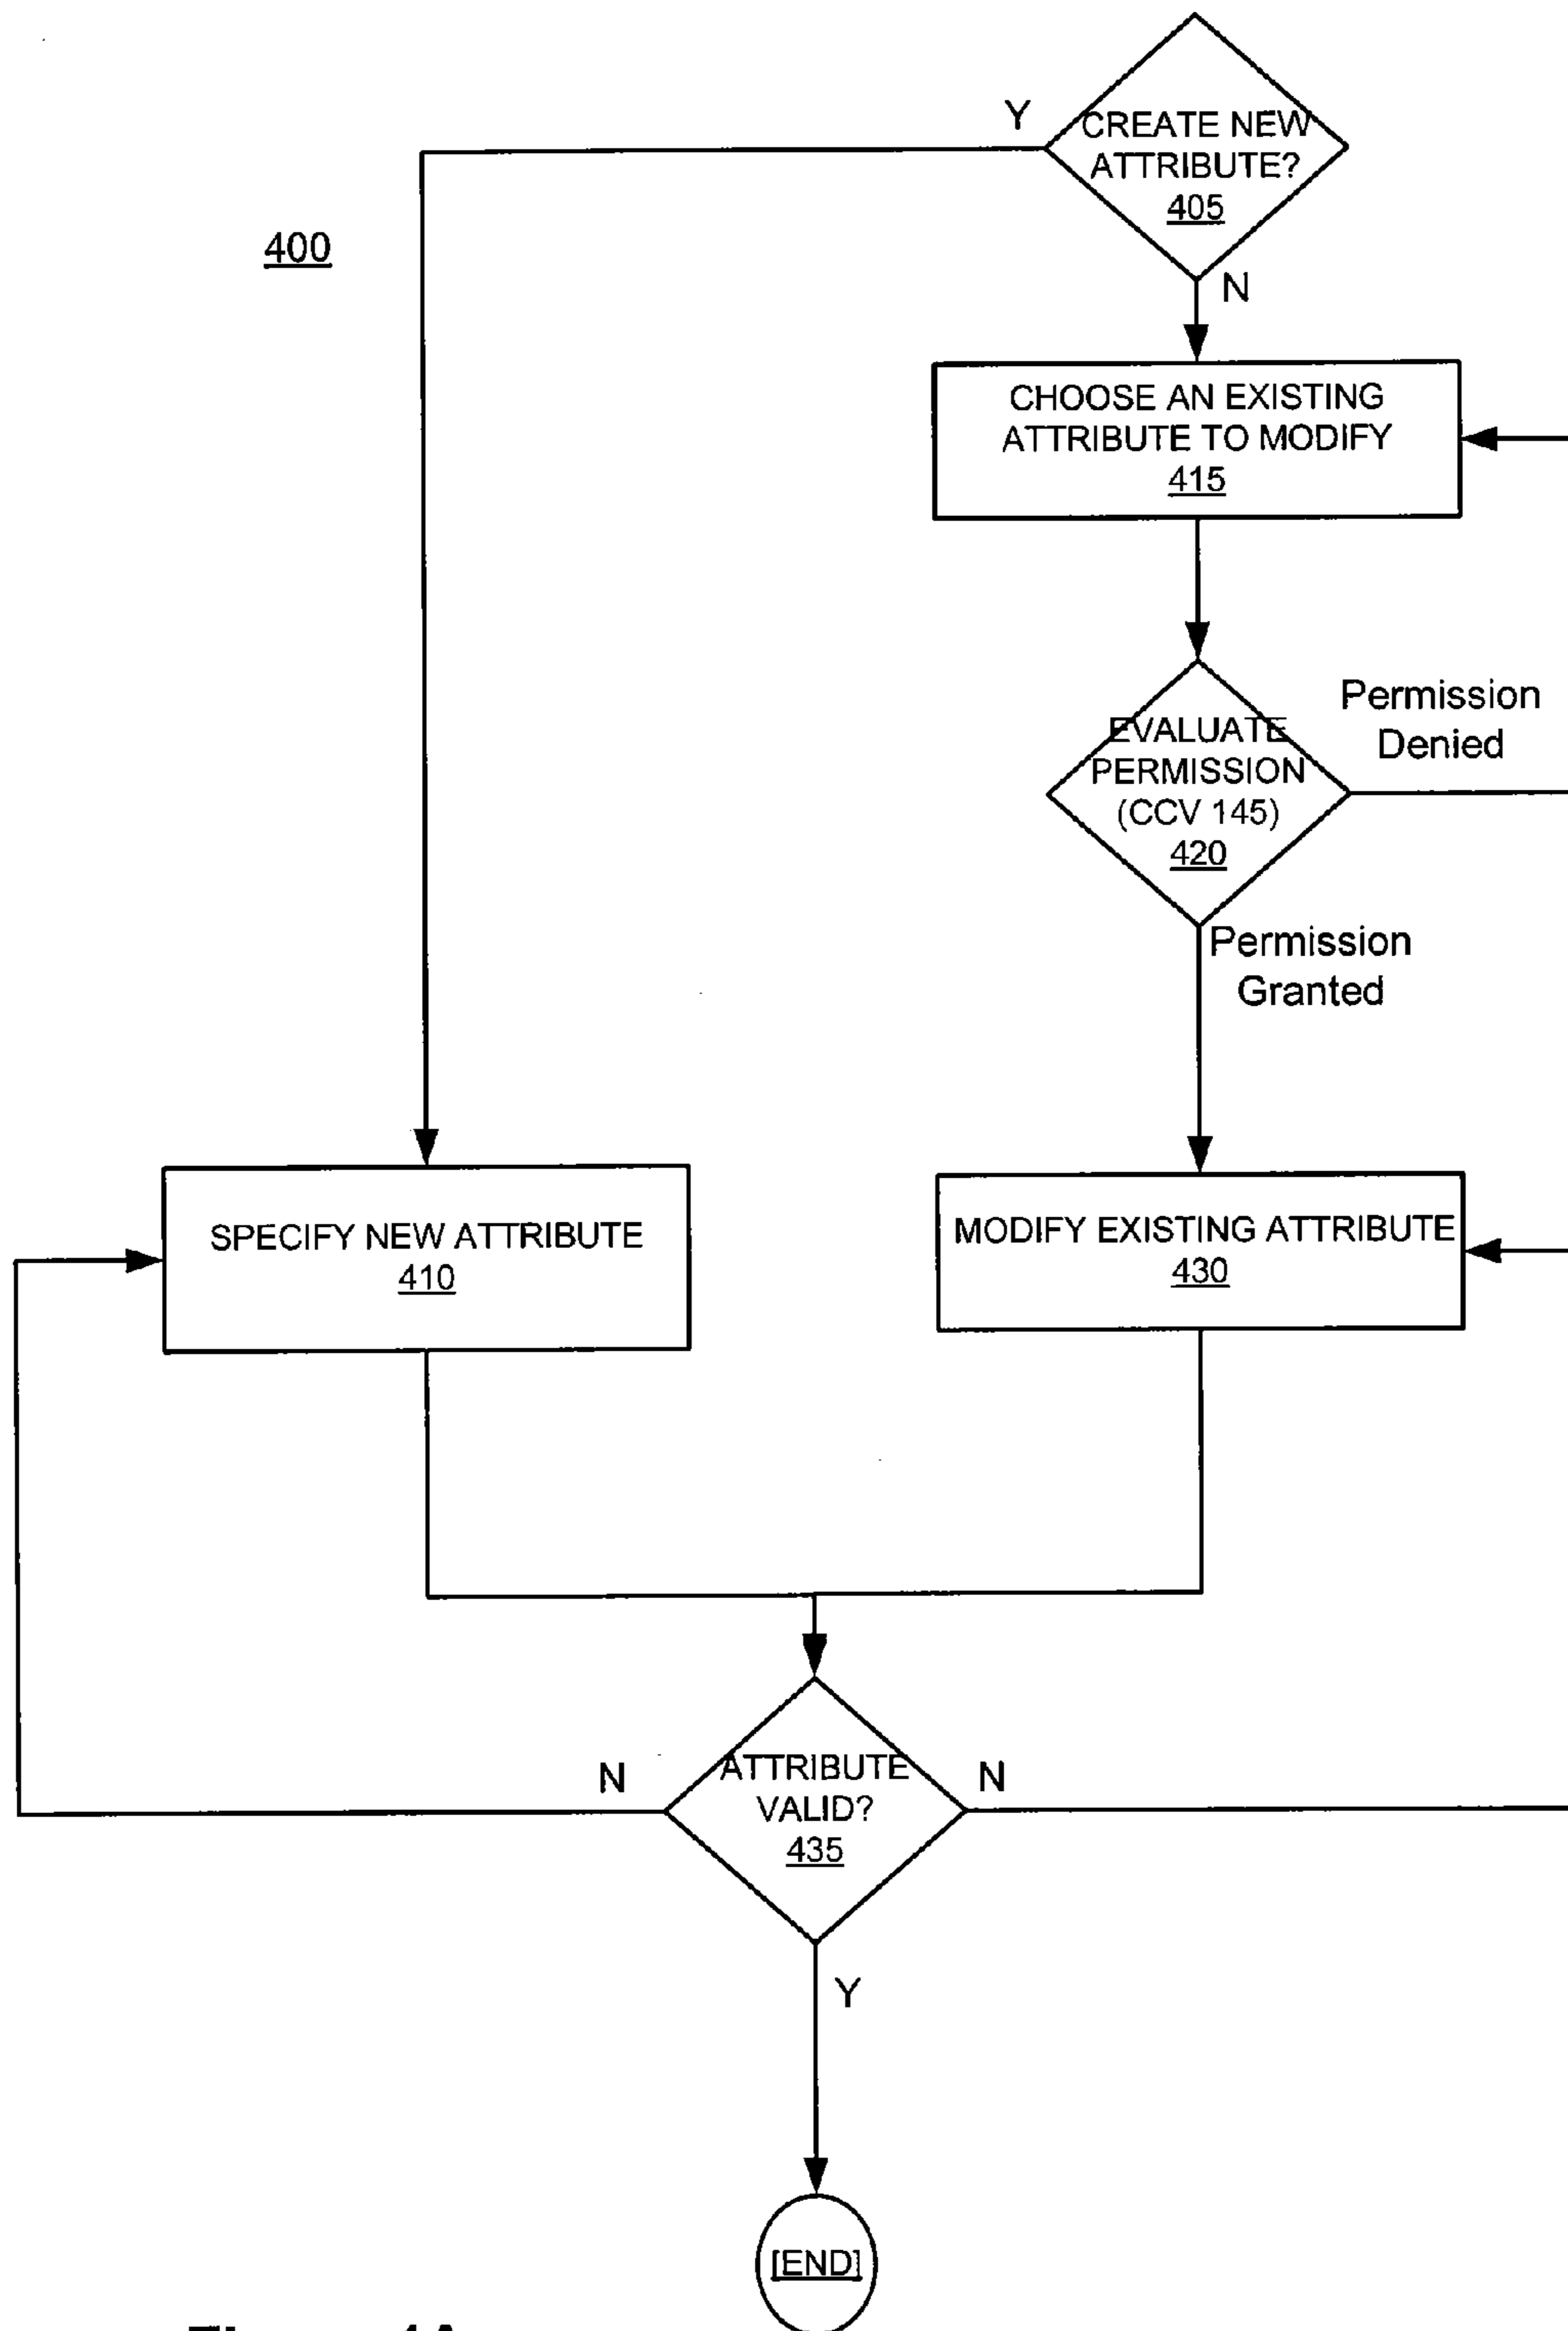 Y
CREATE NEW
ATTRIBUTE?
405
400
N
CHOOSE AN EXISTING
ATTRIBUTE TO MODIFY
415
EVALUATE
PERMISSION
(CCV 145)
420
Permission
Denied
Permission
Granted
SPECIFY NEW ATTRIBUTE
410
MODIFY EXISTING ATTRIBUTE
430
N
ATTRIBUTE
VALID?
435
N
Y
[END]